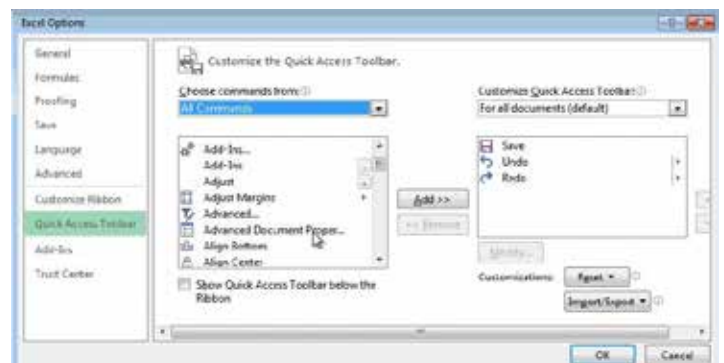 Excel Options
General
Formulas
Proofing
Save
Language
Advanced
Customize Ribbon
Quick Access Toolbar
Add-Ins
Trust Center
Customize the Quick Access Toolbar.
Choose commands from:
All Commands
Add-Ins...
Add-Ins
Adjust
Adjust Margins
Advanced...
Advanced Document Proper...
Align Bottom
Align Center
Show Quick Access Toolbar below the
Ribbon
Add >>
<< Remove
Customize Quick Access Toolbar:
For all documents (default)
Save
Undo
Redo
Modify...
Customizations:
Reset
Import/Export
OK
Cancel